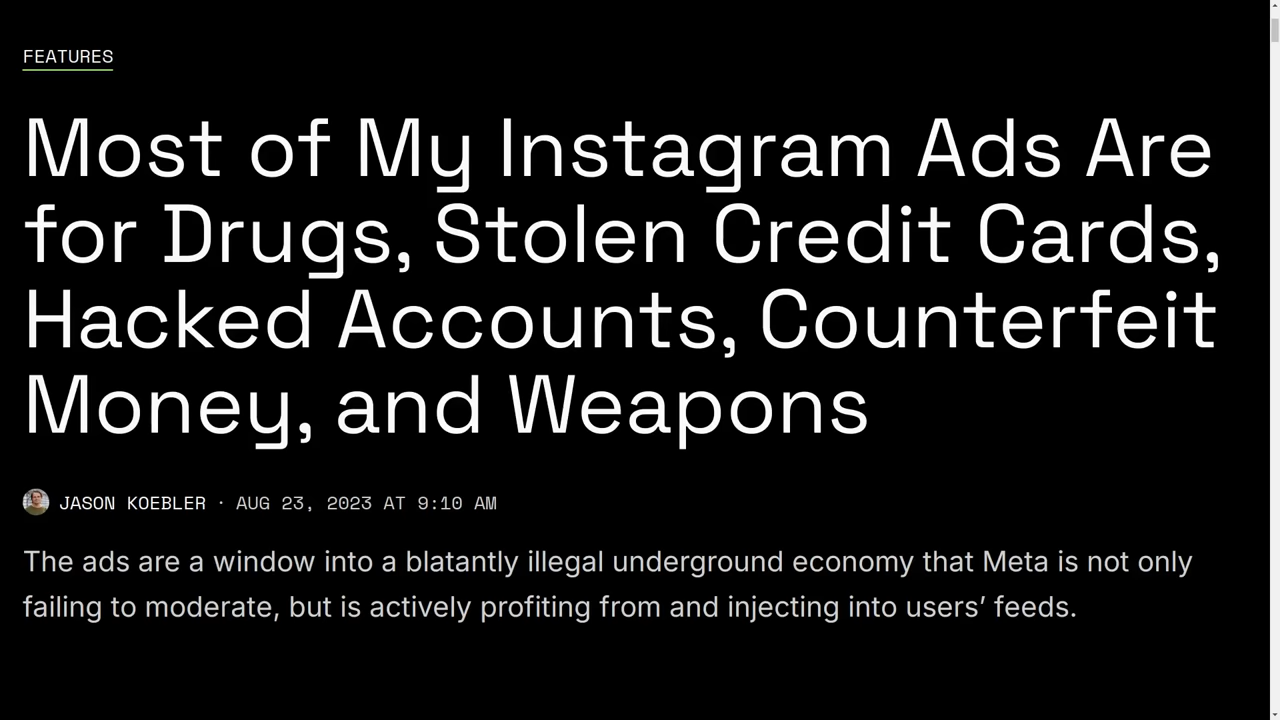 FEATURES
Most of My Instagram Ads Are
for Drugs, Stolen Credit Cards,
Hacked Accounts, Counterfeit
Money, and Weapons
JASON KOEBLER · AUG 23, 2023 AT 9:10 AM
The ads are a window into a blatantly illegal underground economy that Meta is not only
failing to moderate, but is actively profiting from and injecting into users’ feeds.